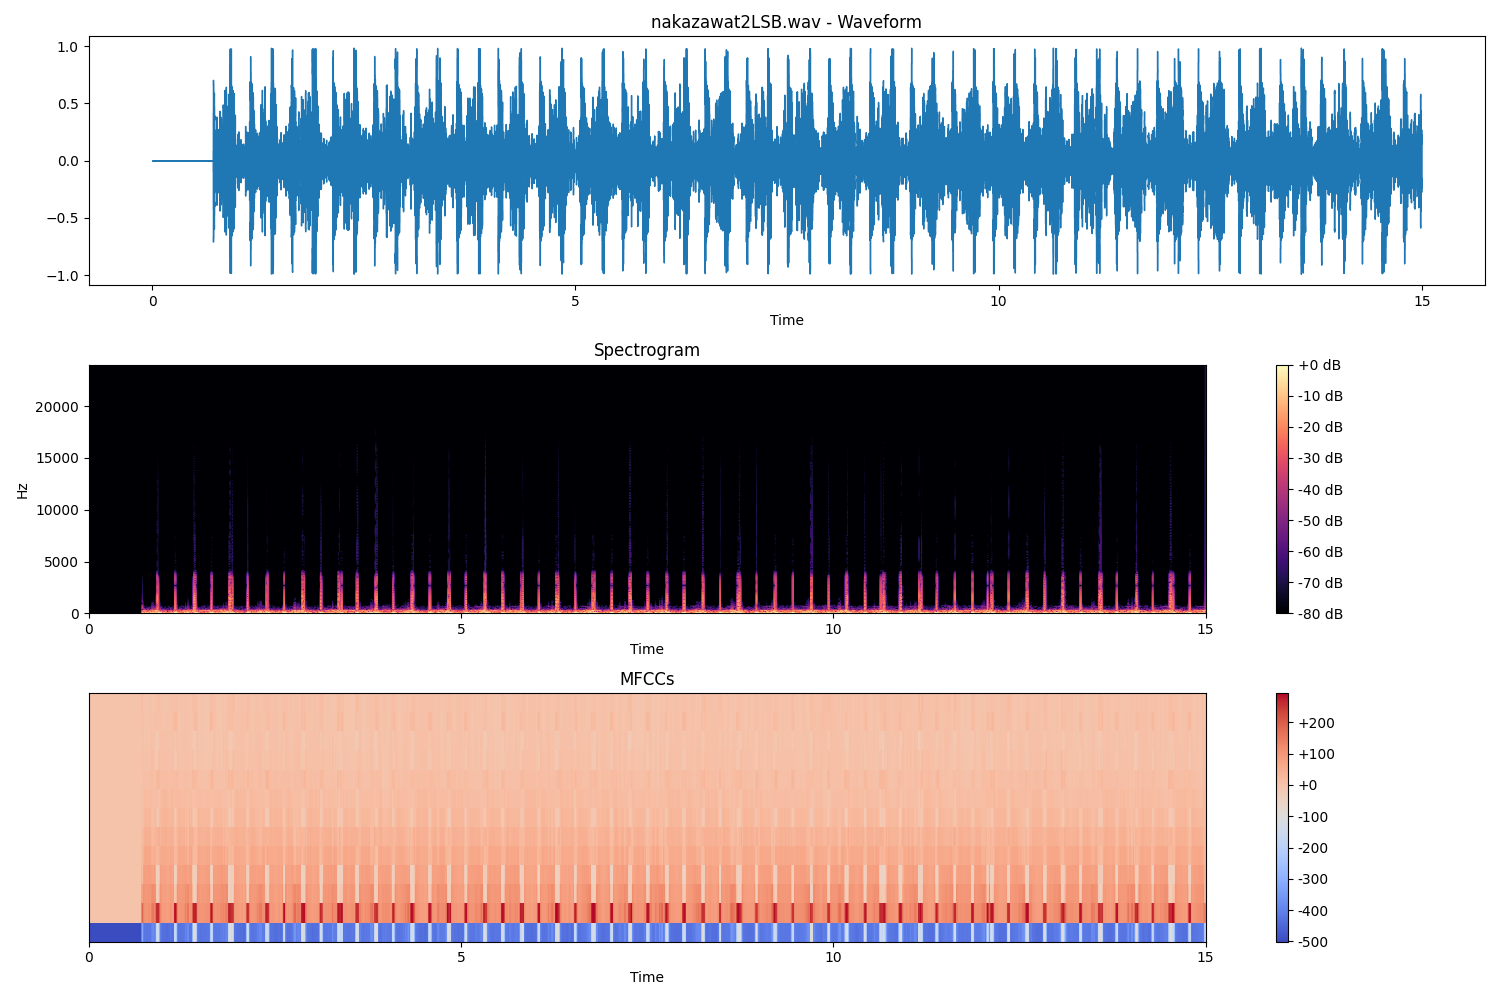 nakazawat2LSB.wav - Waveform
1.0
0.5
0.0
−0.5
−1.0
0 5 10 15
Time
Spectrogram
Hz
20000
15000
10000
5000
0
0 5 10 15
Time
+0 dB
-10 dB
-20 dB
-30 dB
-40 dB
-50 dB
-60 dB
-70 dB
-80 dB
MFCCs
0 5 10 15
Time
+200
+100
+0
-100
-200
-300
-400
-500